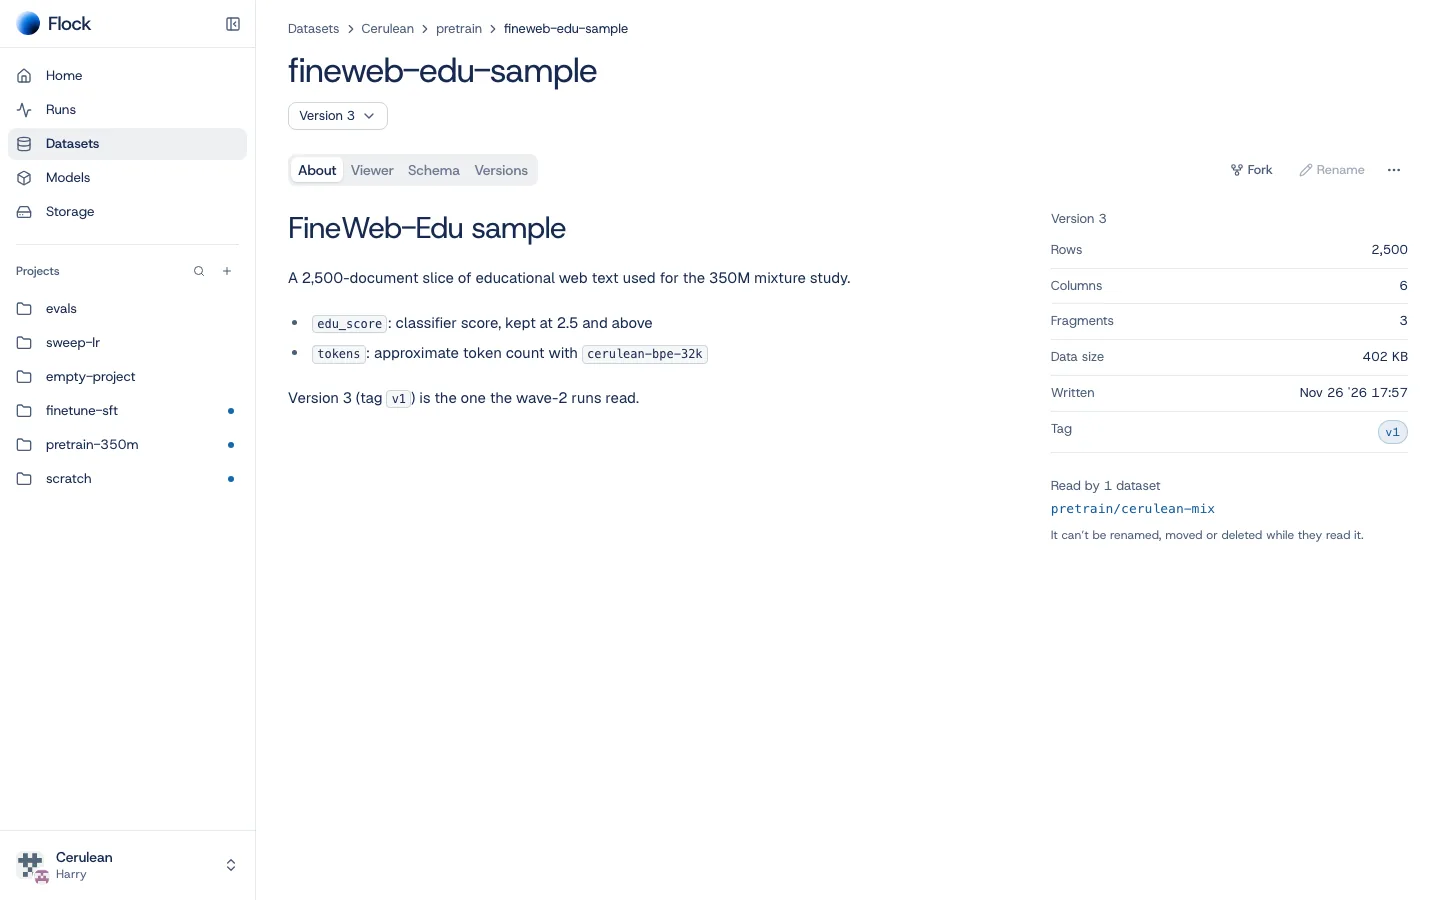 Flock
Home
Runs
Datasets
Models
Storage
Projects
evals
sweep-lr
empty-project
finetune-sft
pretrain-350m
scratch
Cerulean
Harry
Datasets > Cerulean > pretrain > fineweb-edu-sample
fineweb-edu-sample
Version 3
About Viewer Schema Versions
Fork Rename
FineWeb-Edu sample
A 2,500-document slice of educational web text used for the 350M mixture study.
• edu_score: classifier score, kept at 2.5 and above
• tokens: approximate token count with cerulean-bpe-32k
Version 3 (tag v1) is the one the wave-2 runs read.
Version 3
Rows 2,500
Columns 6
Fragments 3
Data size 402 KB
Written Nov 26 '26 17:57
Tag v1
Read by 1 dataset
pretrain/cerulean-mix
It can't be renamed, moved or deleted while they read it.